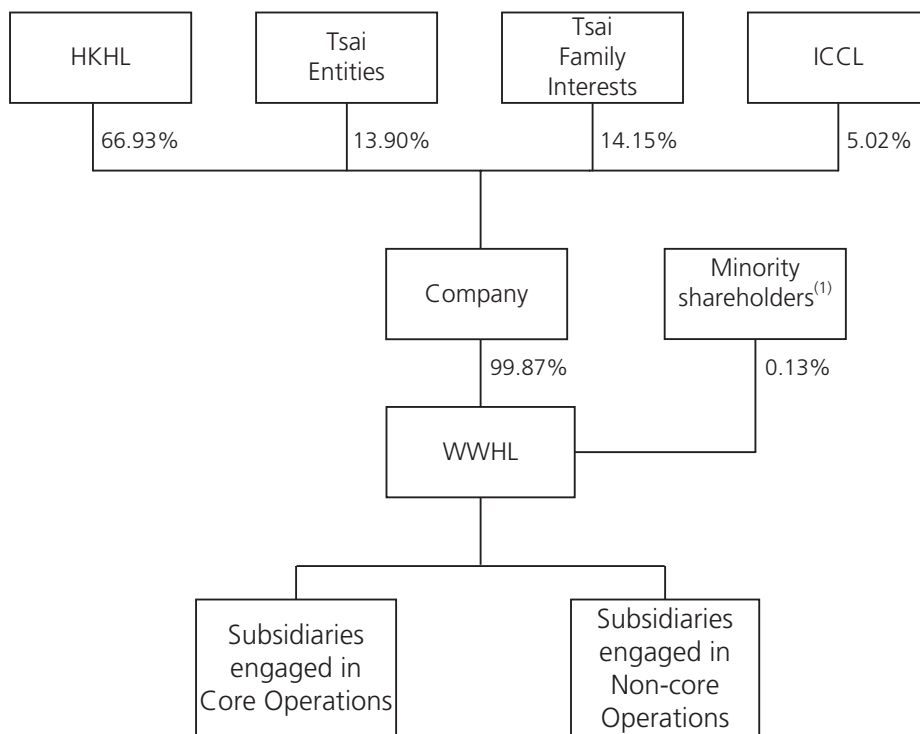 HKHL
Tsai
Entities
Tsai
Family
Interests
ICCL
66.93%
13.90%
14.15%
5.02%
Company
Minority
shareholders(1)
99.87%
0.13%
WWHL
Subsidiaries
engaged in
Core Operations
Subsidiaries
engaged in
Non-core
Operations